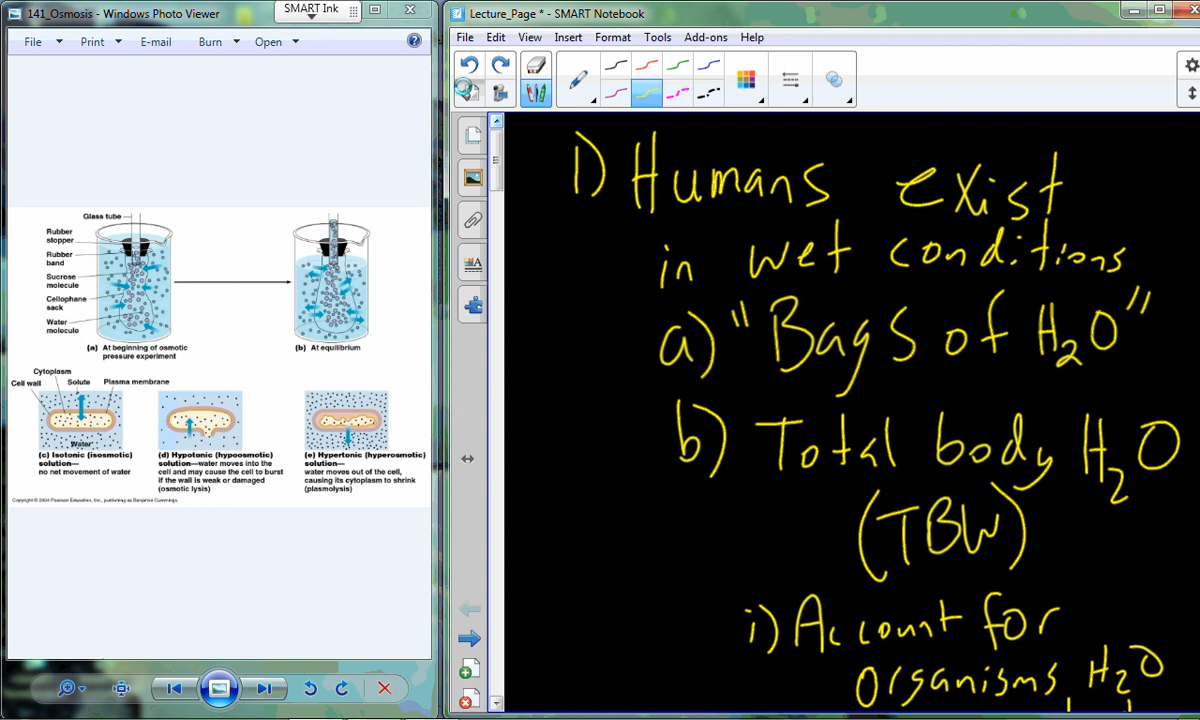 141_Osmosis - Windows Photo Viewer
SMART Ink
File Print E-mail Burn Open
Glass tube
Rubber
stopper
Rubber
band
Sucrose
molecule
Cellophane
sack
Water
molecule
(a) At beginning of osmotic
pressure experiment
(b) At equilibrium
Cytoplasm
Cell wall Solute Plasma membrane
Water
(c) Isotonic (isosmotic)
solution—
no net movement of water
(d) Hypotonic (hypoosmotic)
solution—water moves into the
cell and may cause the cell to burst
if the wall is weak or damaged
(osmotic lysis)
(e) Hypertonic (hyperosmotic)
solution—
water moves out of the cell,
causing its cytoplasm to shrink
(plasmolysis)
Copyright © 2004 Pearson Education, Inc., publishing as Benjamin Cummings.
Lecture_Page * - SMART Notebook
File Edit View Insert Format Tools Add-ons Help
1) Humans exist
in wet conditions
a) "Bags of H₂O"
b) Total body H₂O
(TBW)
i) Account for
organisms H₂O